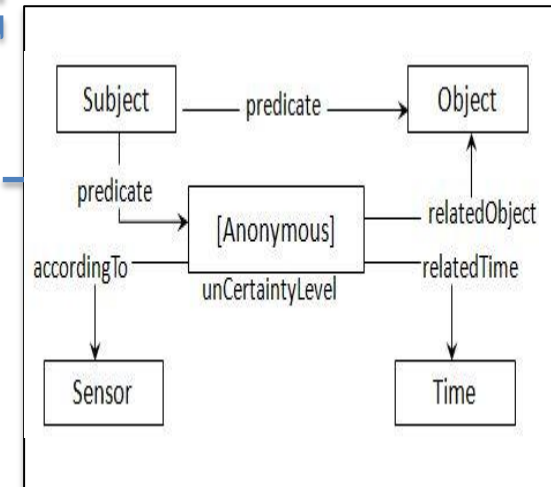 Subject
predicate
Object
predicate
[Anonymous]
relatedObject
accordingTo
relatedTime
unCertaintyLevel
Sensor
Time